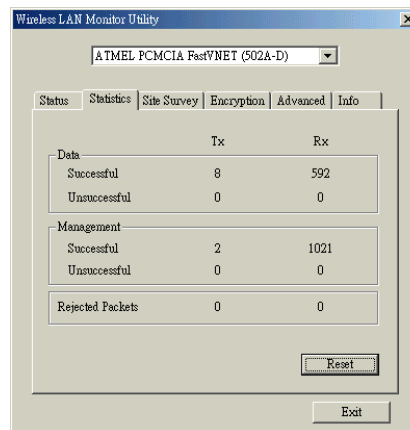 Wireless LAN Monitor Utility
ATMEL PCMCIA FastVNET (502A-D)
Status Statistics Site Survey Encryption Advanced Info
Tx Rx
Data
Successful 8 592
Unsuccessful 0 0
Management
Successful 2 1021
Unsuccessful 0 0
Rejected Packets 0 0
Reset
Exit